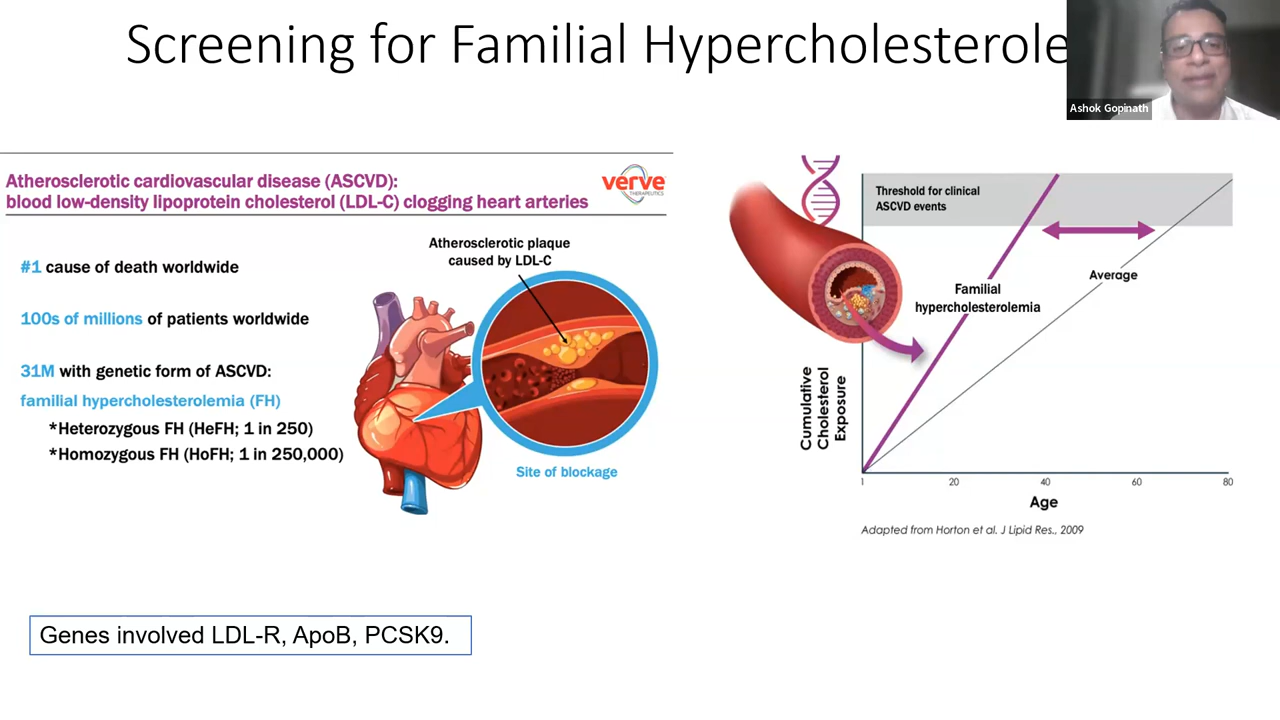 Screening for Familial Hypercholesterole
Ashok Gopinath
Atherosclerotic cardiovascular disease (ASCVD):
blood low-density lipoprotein cholesterol (LDL-C) clogging heart arteries
verve
THERAPEUTICS
#1 cause of death worldwide
100s of millions of patients worldwide
31M with genetic form of ASCVD:
familial hypercholesterolemia (FH)
*Heterozygous FH (HeFH; 1 in 250)
*Homozygous FH (HoFH; 1 in 250,000)
Atherosclerotic plaque
caused by LDL-C
Site of blockage
Threshold for clinical
ASCVD events
Average
Familial
hypercholesterolemia
Cumulative
Cholesterol
Exposure
1 20 40 60 80
Age
Adapted from Horton et al. J Lipid Res., 2009
Genes involved LDL-R, ApoB, PCSK9.